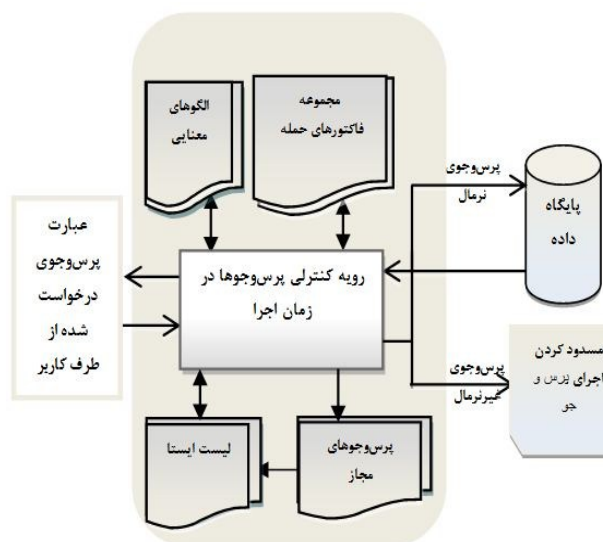 الگوهای
معنایی
مجموعه
فاکتورهای حمله
پرس‌وجوی
نرمال
پایگاه
داده
عبارت
پرس‌وجوی
درخواست
شده از
طرف کاربر
رویه کنترلی پرس‌وجوها در
زمان اجرا
پرس‌وجوی
غیرنرمال
مسدود کردن
اجرای پرس و
جو
لیست ایستا
پرس‌وجوهای
مجاز